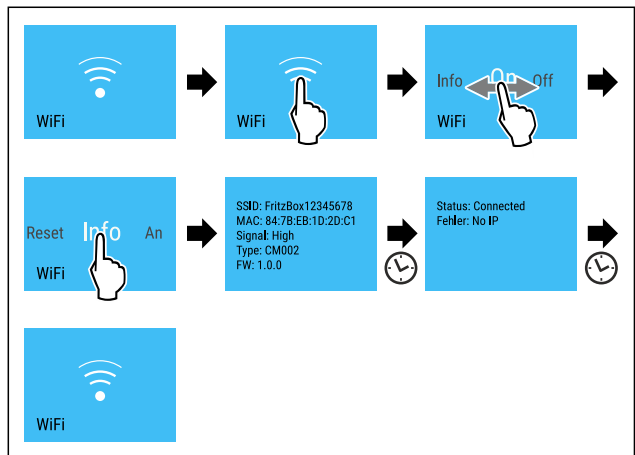 WiFi
WiFi
Info On Off
WiFi
Reset Info An
WiFi
SSID: FritzBox12345678
MAC: 84:7B:EB:1D:2D:C1
Signal: High
Type: CM002
FW: 1.0.0
Status: Connected
Fehler: No IP
WiFi